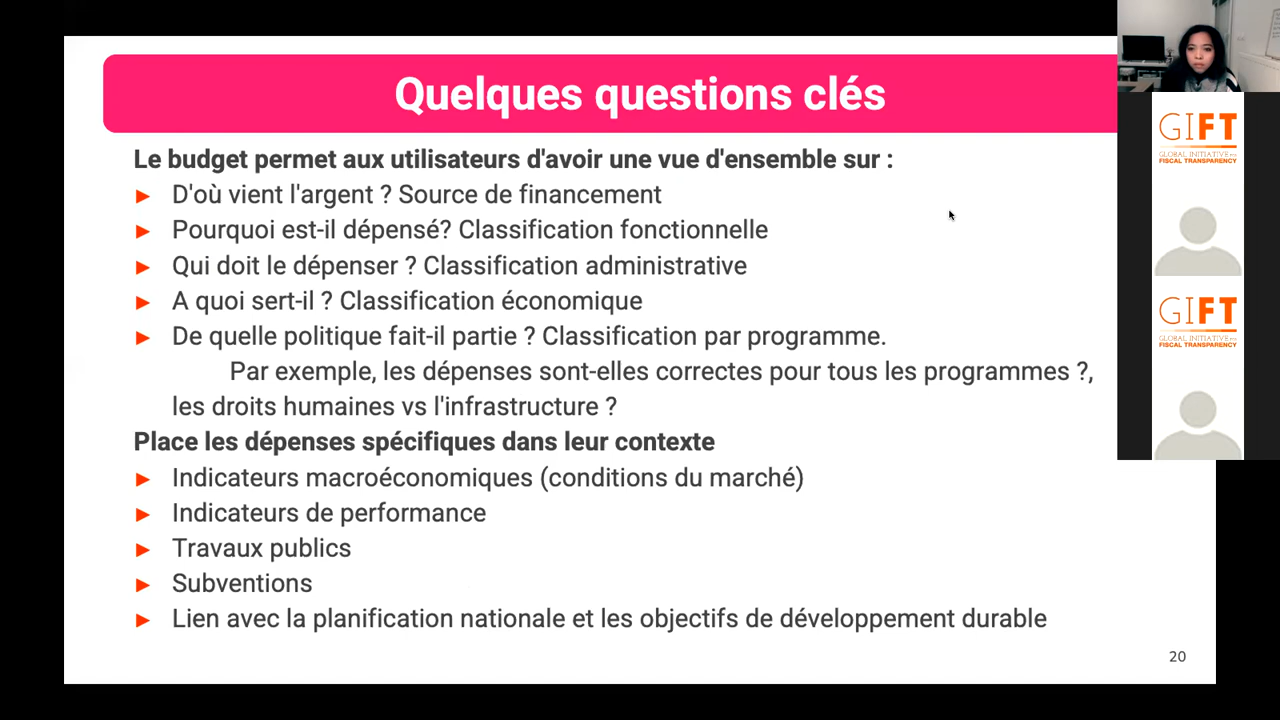 Quelques questions clés
Le budget permet aux utilisateurs d'avoir une vue d'ensemble sur :
► D'où vient l'argent ? Source de financement
► Pourquoi est-il dépensé? Classification fonctionnelle
► Qui doit le dépenser ? Classification administrative
► A quoi sert-il ? Classification économique
► De quelle politique fait-il partie ? Classification par programme.
Par exemple, les dépenses sont-elles correctes pour tous les programmes ?,
les droits humaines vs l'infrastructure ?
Place les dépenses spécifiques dans leur contexte
► Indicateurs macroéconomiques (conditions du marché)
► Indicateurs de performance
► Travaux publics
► Subventions
► Lien avec la planification nationale et les objectifs de développement durable
20
GIFT
GLOBAL INITIATIVE FOR
FISCAL TRANSPARENCY
GIFT
GLOBAL INITIATIVE FOR
FISCAL TRANSPARENCY